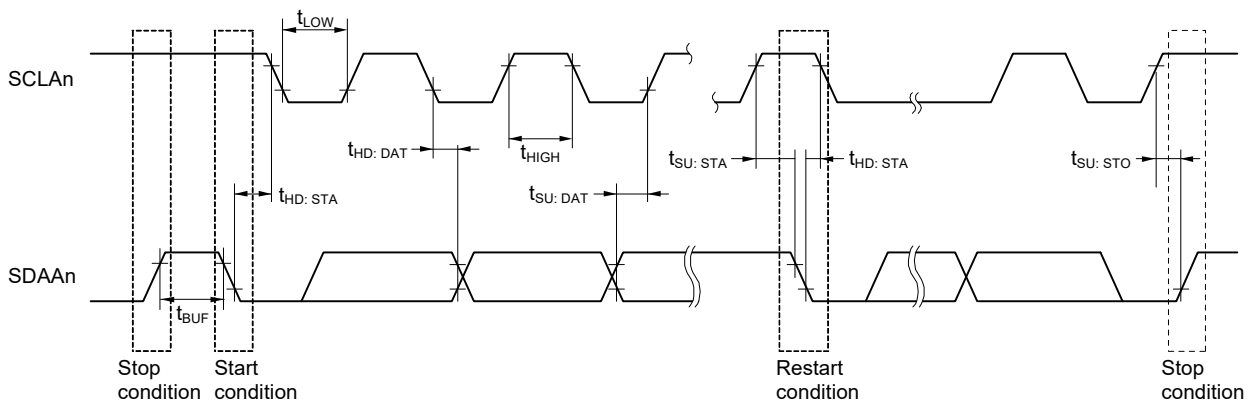 tLOW
SCLAn
tHD: DAT
tHIGH
tSU: STA
tHD: STA
tSU: STO
tHD: STA
tSU: DAT
SDAAn
tBUF
Stop
condition
Start
condition
Restart
condition
Stop
condition